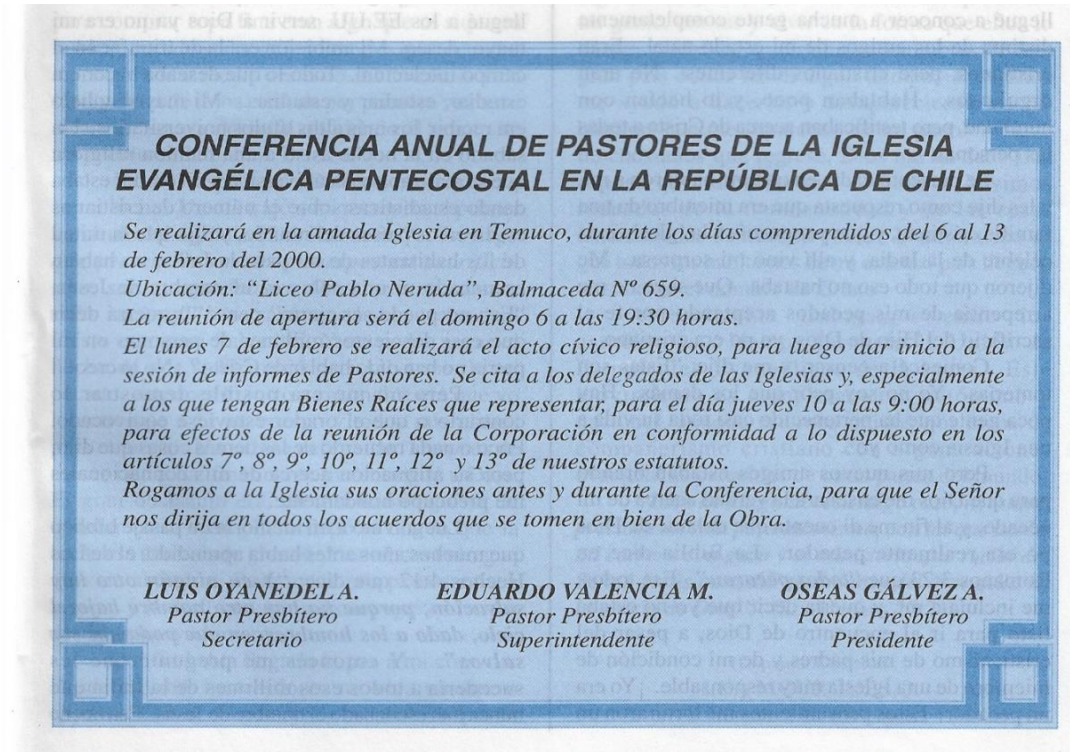 CONFERENCIA ANUAL DE PASTORES DE LA IGLESIA
EVANGÉLICA PENTECOSTAL EN LA REPÚBLICA DE CHILE
Se realizará en la amada Iglesia en Temuco, durante los días comprendidos del 6 al 13
de febrero del 2000.
Ubicación: “Liceo Pablo Neruda”, Balmaceda Nº 659.
La reunión de apertura será el domingo 6 a las 19:30 horas.
El lunes 7 de febrero se realizará el acto cívico religioso, para luego dar inicio a la
sesión de informes de Pastores. Se cita a los delegados de las Iglesias y, especialmente
a los que tengan Bienes Raíces que representar, para el día jueves 10 a las 9:00 horas,
para efectos de la reunión de la Corporación en conformidad a lo dispuesto en los
artículos 7º, 8º, 9º, 10º, 11º, 12º y 13º de nuestros estatutos.
Rogamos a la Iglesia sus oraciones antes y durante la Conferencia, para que el Señor
nos dirija en todos los acuerdos que se tomen en bien de la Obra.
LUIS OYANEDEL A. EDUARDO VALENCIA M. OSEAS GÁLVEZ A.
Pastor Presbítero Pastor Presbítero Pastor Presbítero
Secretario Superintendente Presidente